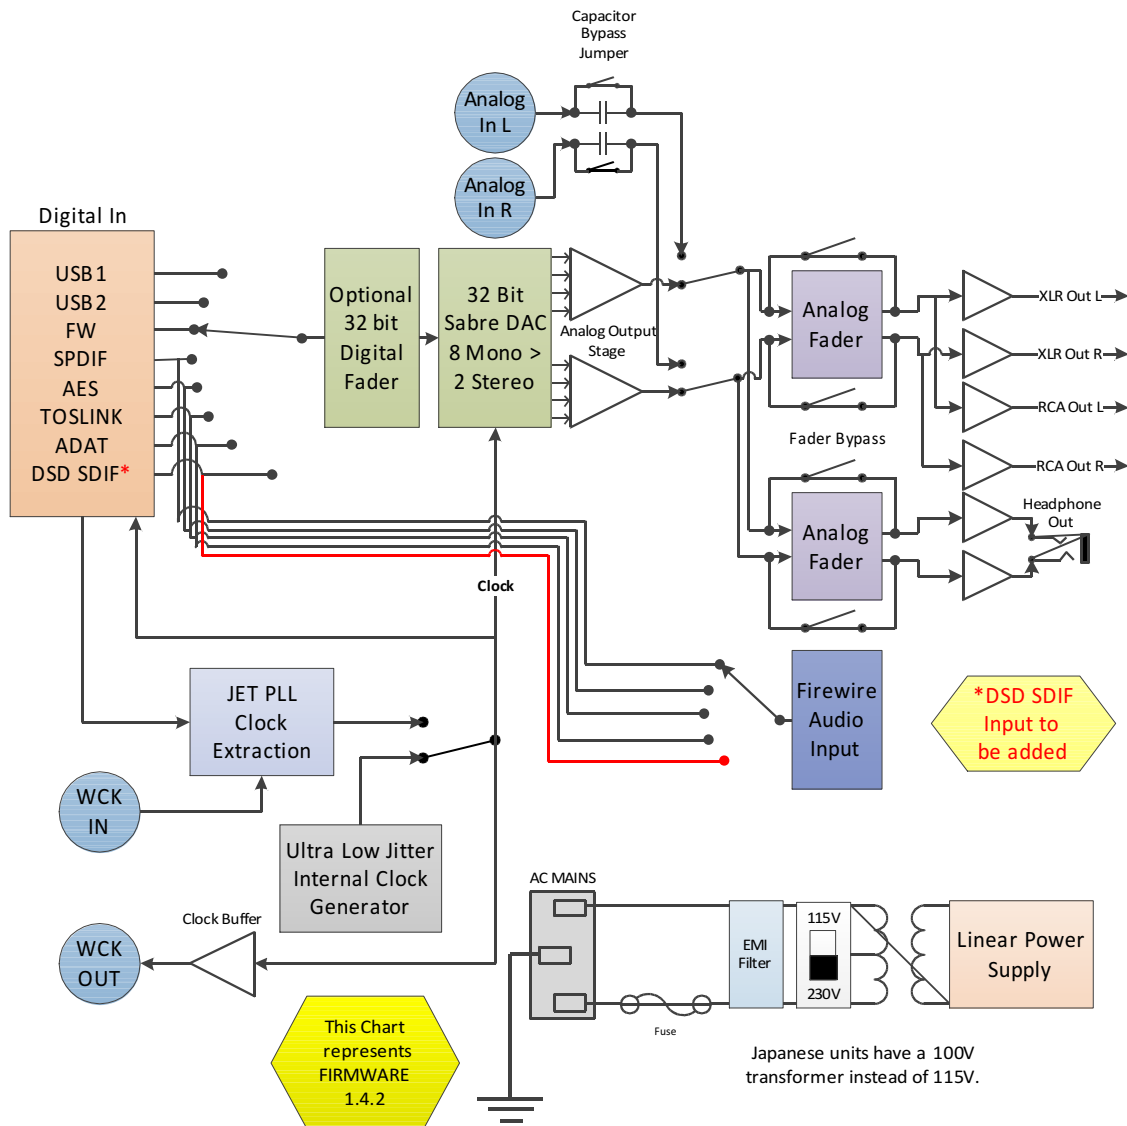 Capacitor
Bypass
Jumper
Analog
In L
Analog
In R
Digital In
USB1
USB2
FW
SPDIF
AES
TOSLINK
ADAT
DSD SDIF*
Optional
32 bit
Digital
Fader
32 Bit
Sabre DAC
8 Mono >
2 Stereo
Analog Output
Stage
Analog
Fader
XLR Out L
XLR Out R
RCA Out L
RCA Out R
Fader Bypass
Analog
Fader
Headphone
Out
Clock
JET PLL
Clock
Extraction
Firewire
Audio
Input
*DSD SDIF
Input to
be added
WCK
IN
Ultra Low Jitter
Internal Clock
Generator
Clock Buffer
WCK
OUT
AC MAINS
EMI
Filter
115V
230V
Linear Power
Supply
Fuse
This Chart
represents
FIRMWARE
1.4.2
Japanese units have a 100V
transformer instead of 115V.